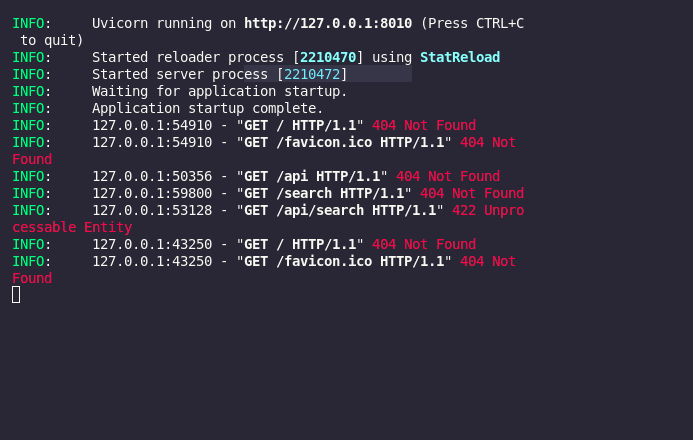 INFO:     Uvicorn running on http://127.0.0.1:8010 (Press CTRL+C
 to quit)
INFO:     Started reloader process [2210470] using StatReload
INFO:     Started server process [2210472]
INFO:     Waiting for application startup.
INFO:     Application startup complete.
INFO:     127.0.0.1:54910 - "GET / HTTP/1.1" 404 Not Found
INFO:     127.0.0.1:54910 - "GET /favicon.ico HTTP/1.1" 404 Not
Found
INFO:     127.0.0.1:50356 - "GET /api HTTP/1.1" 404 Not Found
INFO:     127.0.0.1:59800 - "GET /search HTTP/1.1" 404 Not Found
INFO:     127.0.0.1:53128 - "GET /api/search HTTP/1.1" 422 Unpro
cessable Entity
INFO:     127.0.0.1:43250 - "GET / HTTP/1.1" 404 Not Found
INFO:     127.0.0.1:43250 - "GET /favicon.ico HTTP/1.1" 404 Not
Found